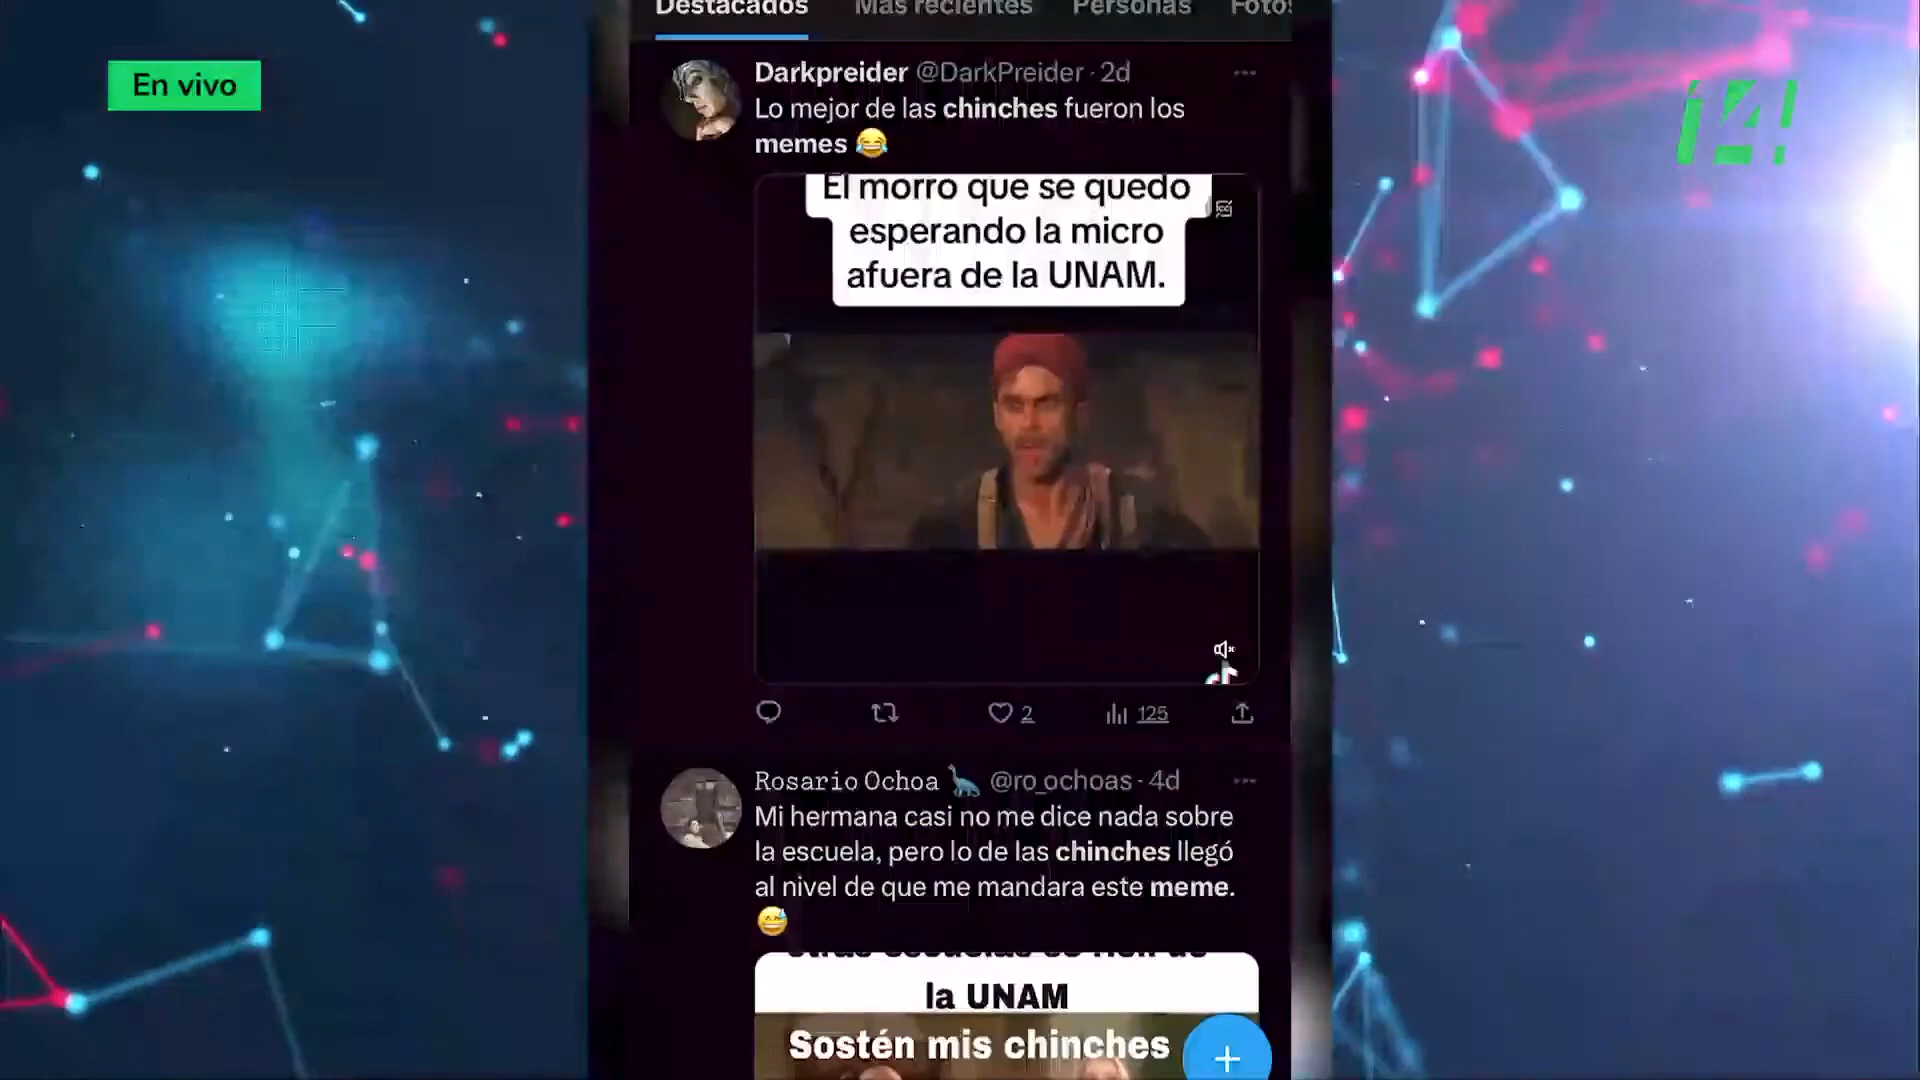 Destacados
Más recientes
Personas
Fotos
En vivo
Darkpreider @DarkPreider · 2d
Lo mejor de las chinches fueron los
memes 😂
El morro que se quedo
esperando la micro
afuera de la UNAM.
2
125
Rosario Ochoa 🦕 @ro_ochoas · 4d
Mi hermana casi no me dice nada sobre
la escuela, pero lo de las chinches llegó
al nivel de que me mandara este meme.
😅
la UNAM
Sostén mis chinches